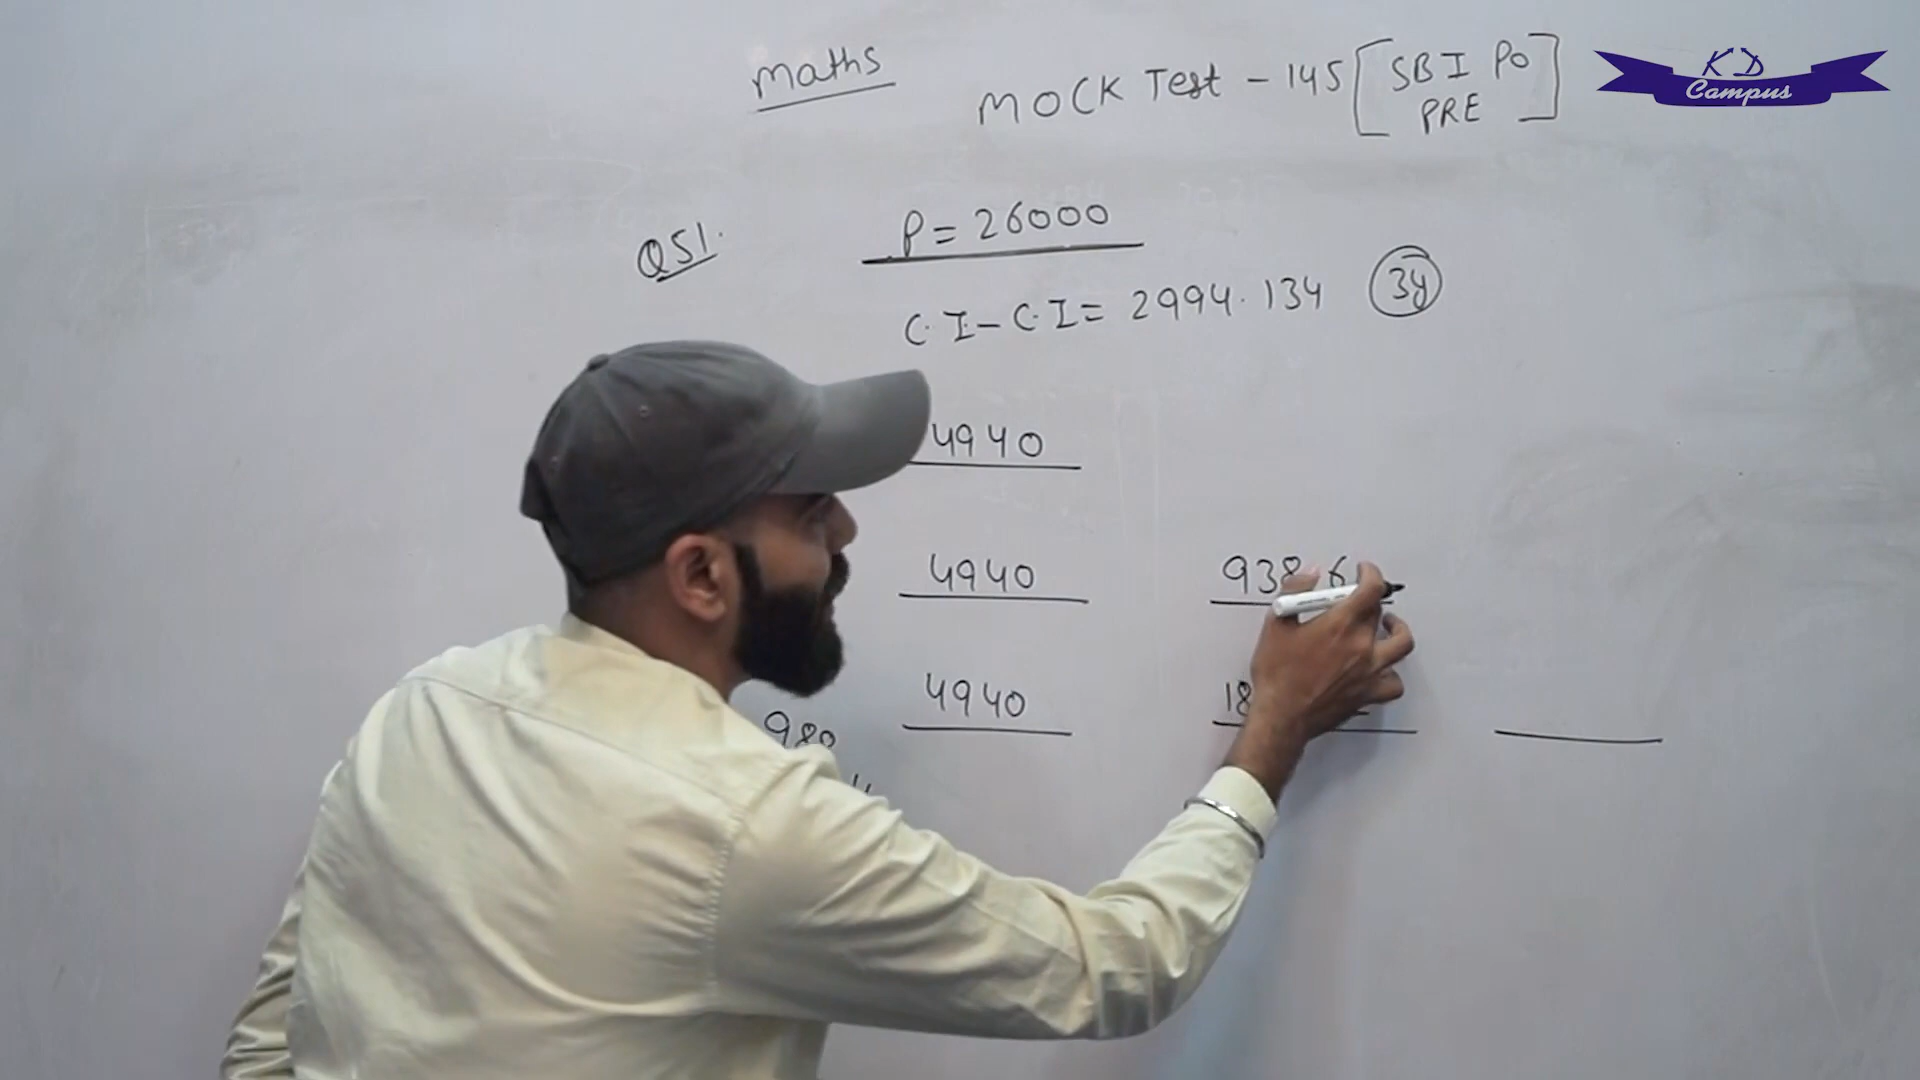 maths
MOCK Test - 145 [SBI PO PRE]
KD Campus
Q51.
P = 26000
C.I - C.I = 2994.134 3y
4940
4940 938 6
4940 18
980